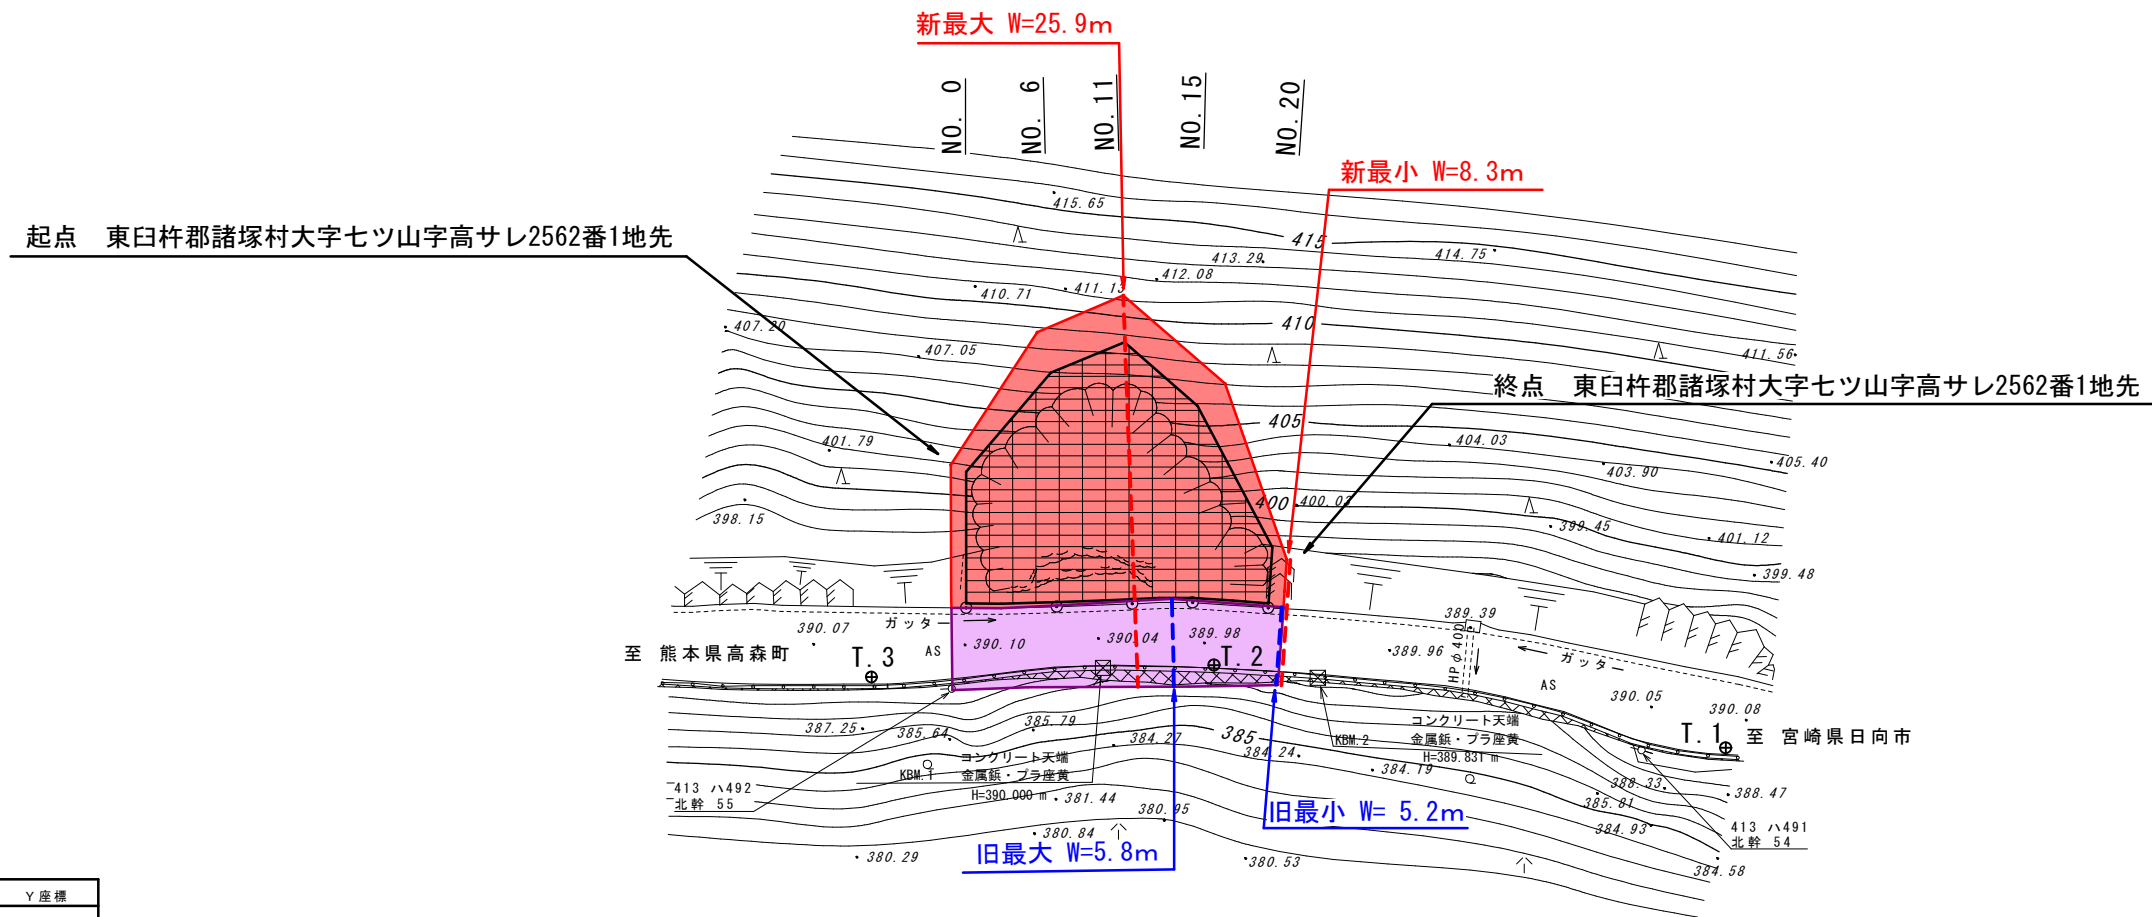 新最大 W=25.9m
NO. 0
NO. 6
NO. 11
NO. 15
NO. 20
新最小 W=8.3m
415.65
起点　東臼杵郡諸塚村大字七ツ山字高サレ2562番1地先
415
413.29
414.75
412.08
411.13
410.71
410
407.20
407.05
411.56
終点　東臼杵郡諸塚村大字七ツ山字高サレ2562番1地先
405
401.79
404.03
405.40
403.90
400
400.02
398.15
399.45
401.12
399.48
389.39
ガッター
390.07
390.10
390.04
389.98
HPφ400
至 熊本県高森町
T.3
AS
T.2
389.96
ガッター
AS
390.05
390.08
387.25
385.64
385.79
384.27
385
384.24
コンクリート天端
KBM.2
金属鋲・プラ座黄
H=389.831 m
T.1
至 宮崎県日向市
コンクリート天端
KBM.1
金属鋲・プラ座黄
H=390.000 m
384.19
388.33
388.47
413 ハ492
北幹 55
381.44
380.95
385.81
384.93
旧最小 W= 5.2m
413 ハ491
北幹 54
380.84
380.29
旧最大 W=5.8m
380.53
384.58
Y座標